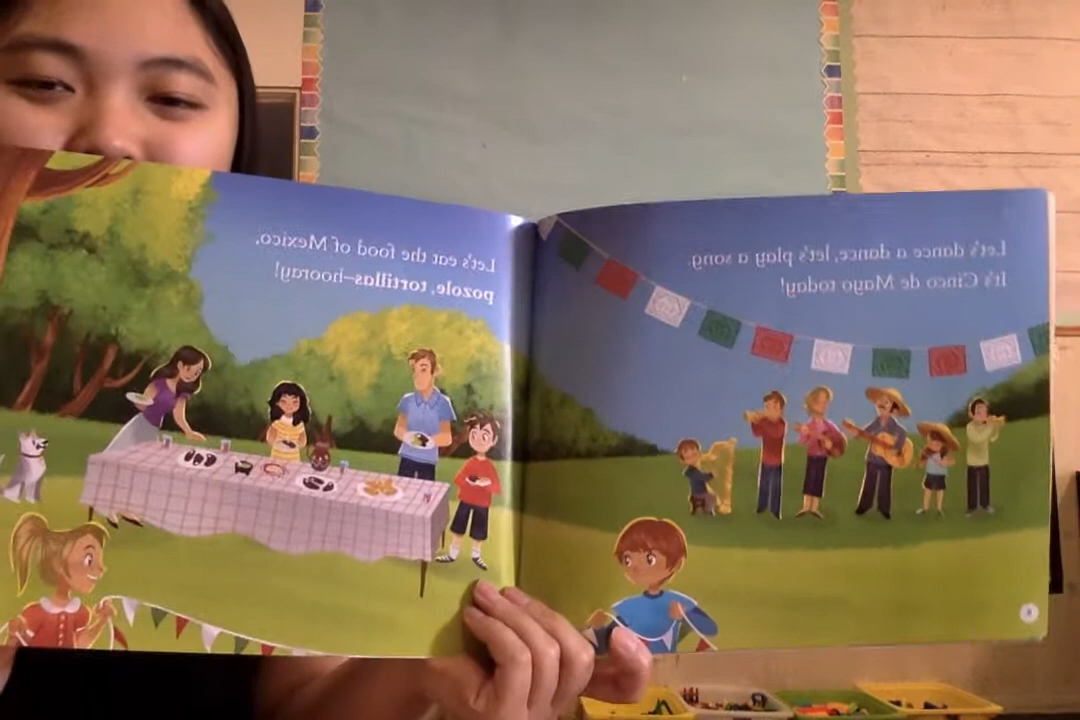 Let's dance a dance, let's play a song.
It's Cinco de Mayo today!
Let's eat the food of Mexico,
pozole, tortillas–hooray!